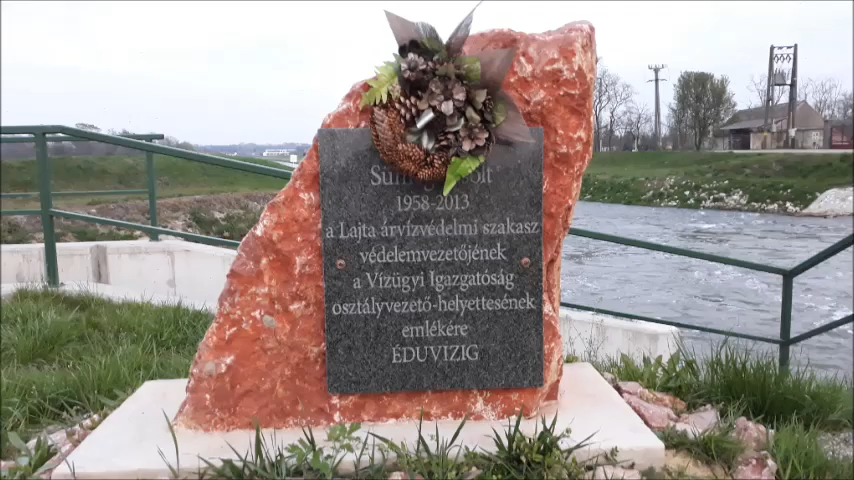 1958-2013
a Lajta árvízvédelmi szakasz
védelemvezetőjének
a Vízügyi Igazgatóság
osztályvezető-helyettesének
emlékére
ÉDUVIZIG